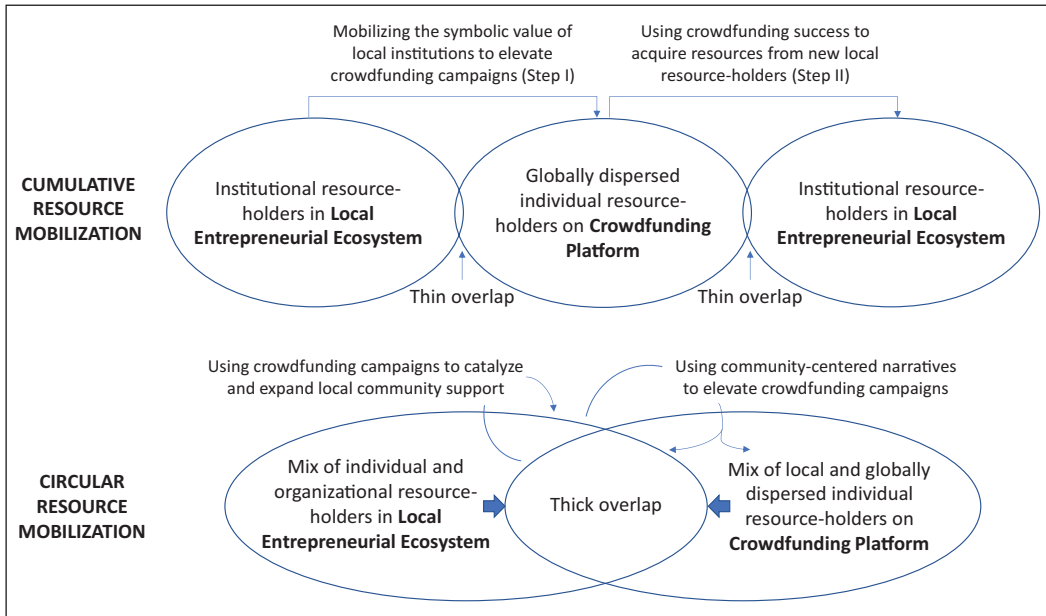 Mobilizing the symbolic value of
local institutions to elevate
crowdfunding campaigns (Step I)
Using crowdfunding success to
acquire resources from new local
resource-holders (Step II)
CUMULATIVE
RESOURCE
MOBILIZATION
Institutional resource-
holders in Local
Entrepreneurial Ecosystem
Globally dispersed
individual resource-
holders on Crowdfunding
Platform
Institutional resource-
holders in Local
Entrepreneurial Ecosystem
Thin overlap
Thin overlap
Using crowdfunding campaigns to catalyze
and expand local community support
Using community-centered narratives
to elevate crowdfunding campaigns
CIRCULAR
RESOURCE
MOBILIZATION
Mix of individual and
organizational resource-
holders in Local
Entrepreneurial Ecosystem
Thick overlap
Mix of local and globally
dispersed individual
resource-holders on
Crowdfunding Platform